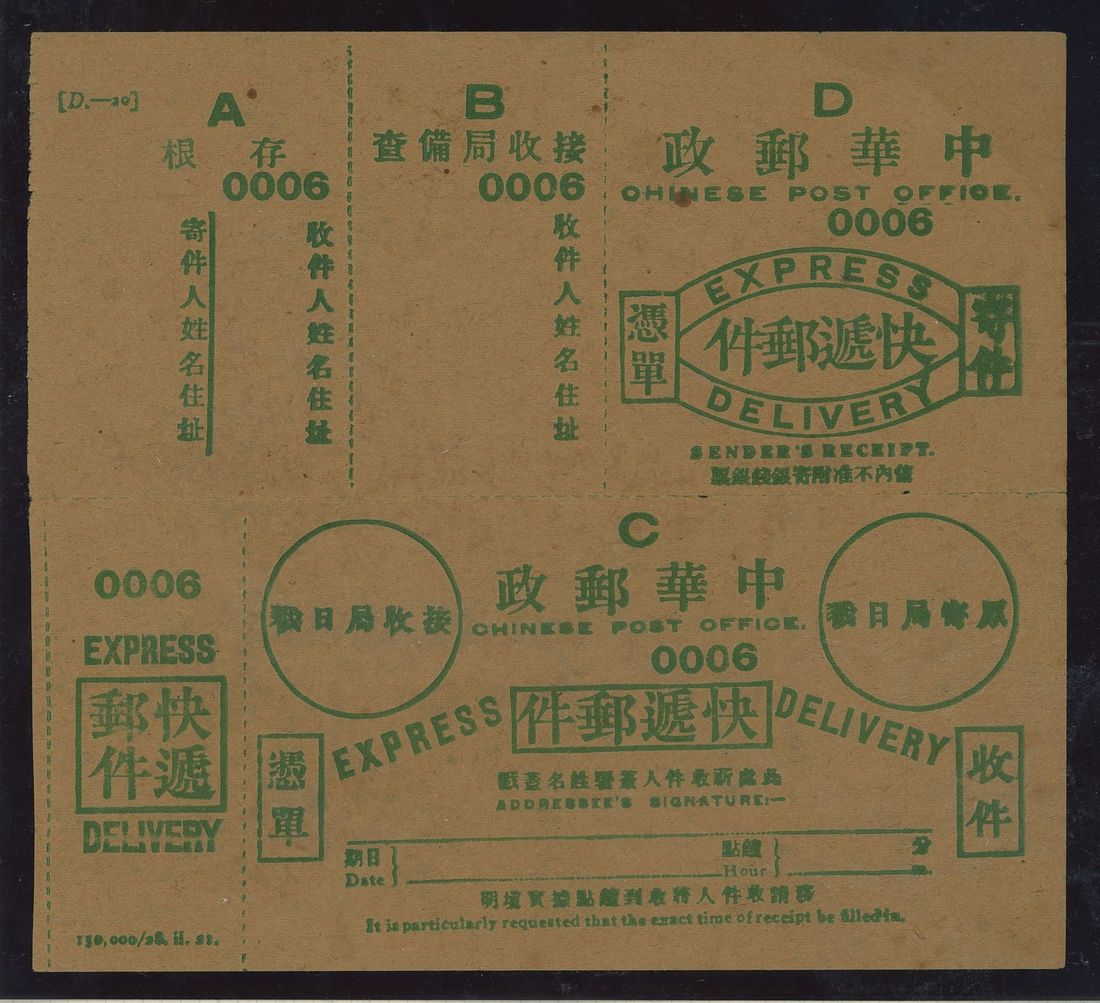 [D.—20]
A
存根
0006
收件人姓名住址
寄件人姓名住址
B
接收局備查
0006
收件人姓名住址
D
中華郵政
CHINESE POST OFFICE.
0006
EXPRESS
寄件
快遞郵件
憑單
DELIVERY
SENDER'S RECEIPT.
信內不准附寄銀錢銀票
0006
EXPRESS
快郵
遞件
DELIVERY
130,000/28. ii. 21.
C
中華郵政
CHINESE POST OFFICE.
0006
接收局日戳
原寄局日戳
EXPRESS 快遞郵件 DELIVERY
憑單
收件
此處祈收件人簽署姓名蓋戳
ADDRESSEE'S SIGNATURE:—
日期 點鐘 分
Date Hour m.
務請收件人將收到鐘點據實填明
It is particularly requested that the exact time of receipt be filled in.